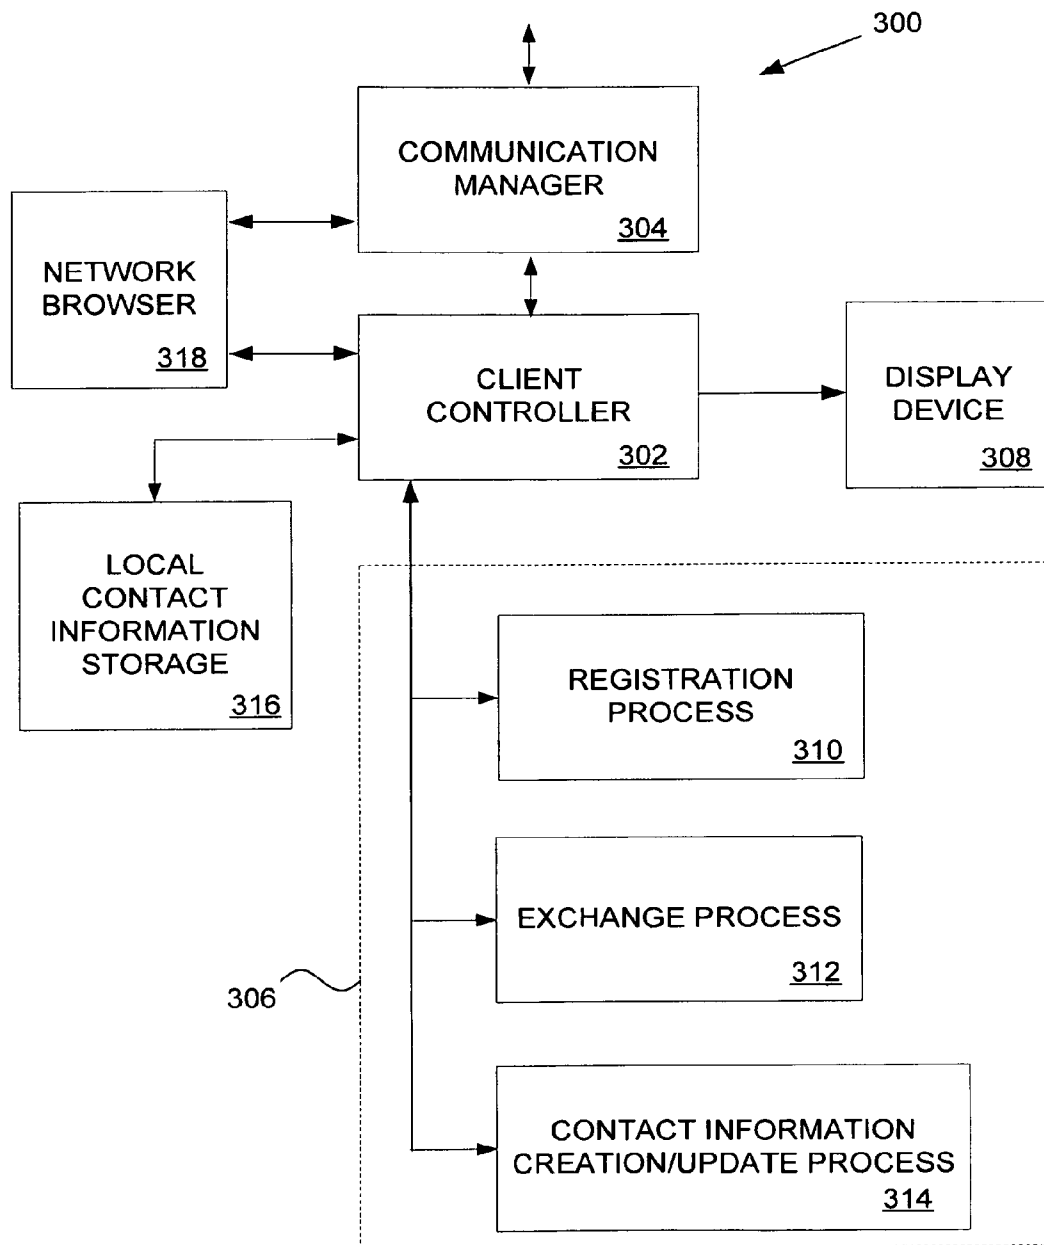 300
COMMUNICATION
MANAGER
304
NETWORK
BROWSER
318
CLIENT
CONTROLLER
302
DISPLAY
DEVICE
308
LOCAL
CONTACT
INFORMATION
STORAGE
316
REGISTRATION
PROCESS
310
EXCHANGE PROCESS
312
306
CONTACT INFORMATION
CREATION/UPDATE PROCESS
314